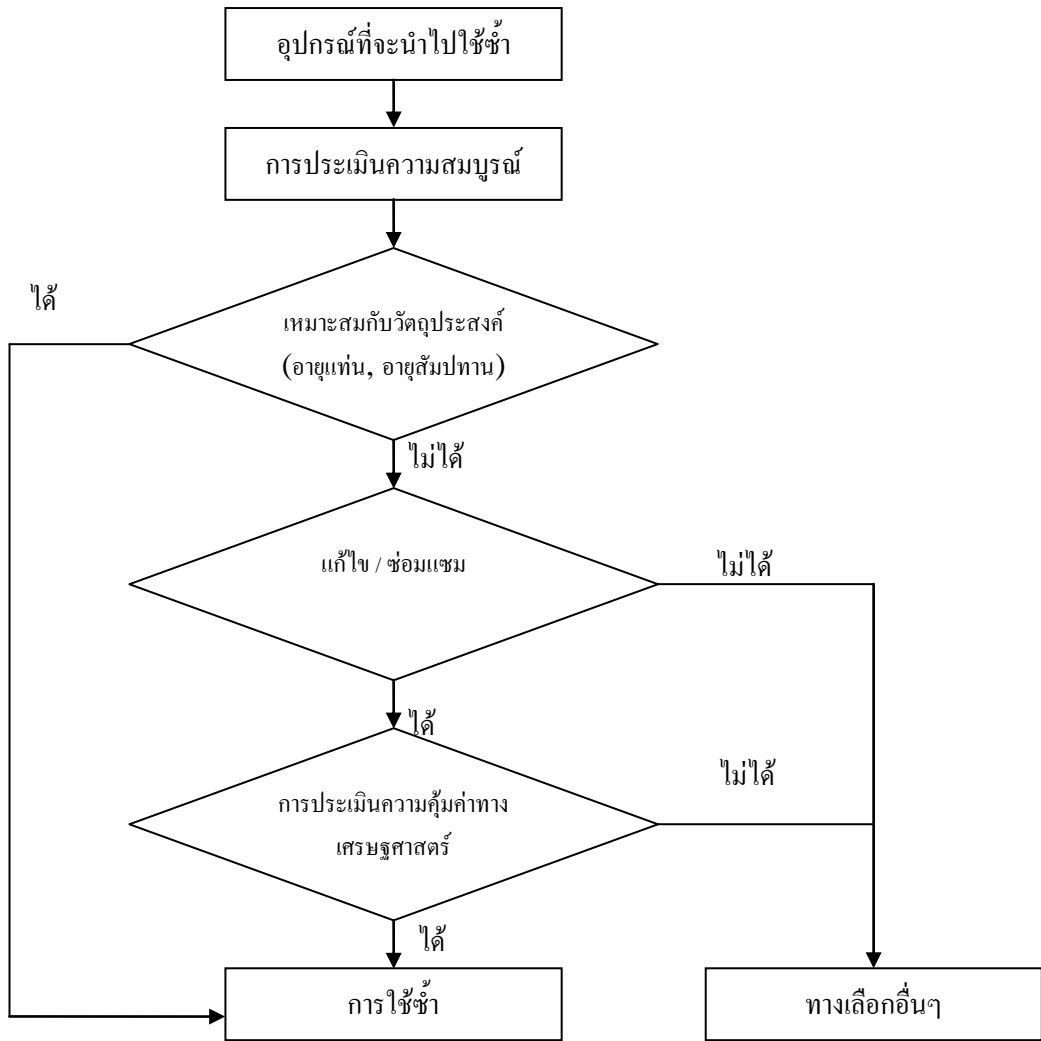 อุปกรณ์ที่จะนำไปใช้ซ้ำ
การประเมินความสมบูรณ์
ได้
เหมาะสมกับวัตถุประสงค์
(อายุแท่น, อายุสัมปทาน)
ไม่ได้
แก้ไข / ซ่อมแซม
ไม่ได้
ได้
ไม่ได้
การประเมินความคุ้มค่าทาง
เศรษฐศาสตร์
ได้
การใช้ซ้ำ
ทางเลือกอื่นๆ